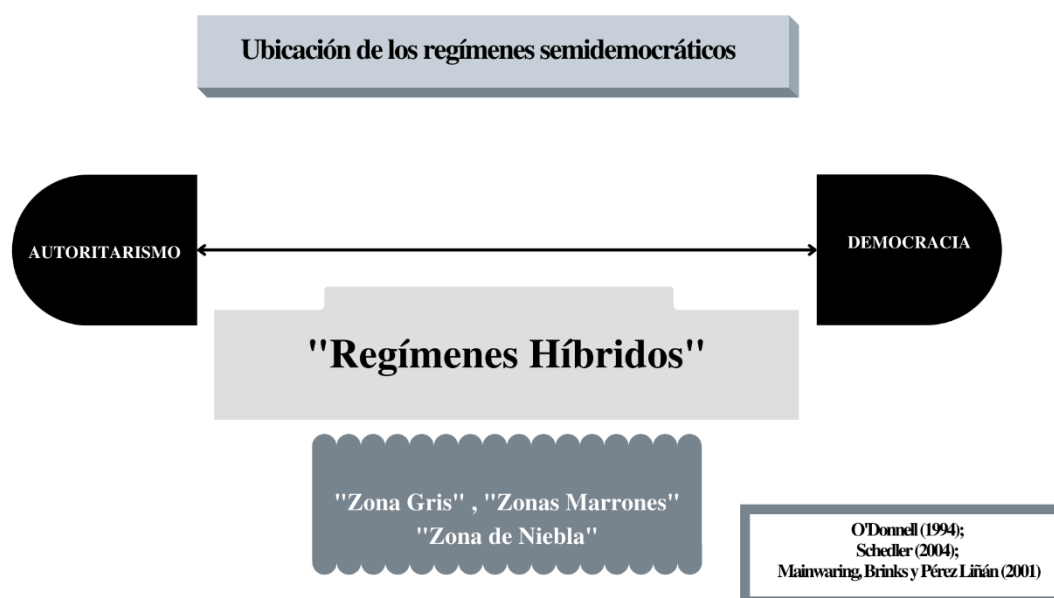 Ubicación de los regímenes semidemocráticos
AUTORITARISMO
DEMOCRACIA
"Regímenes Híbridos"
"Zona Gris" , "Zonas Marrones"
"Zona de Niebla"
O'Donnell (1994);
Schedler (2004);
Mainwaring, Brinks y Pérez Liñán (2001)